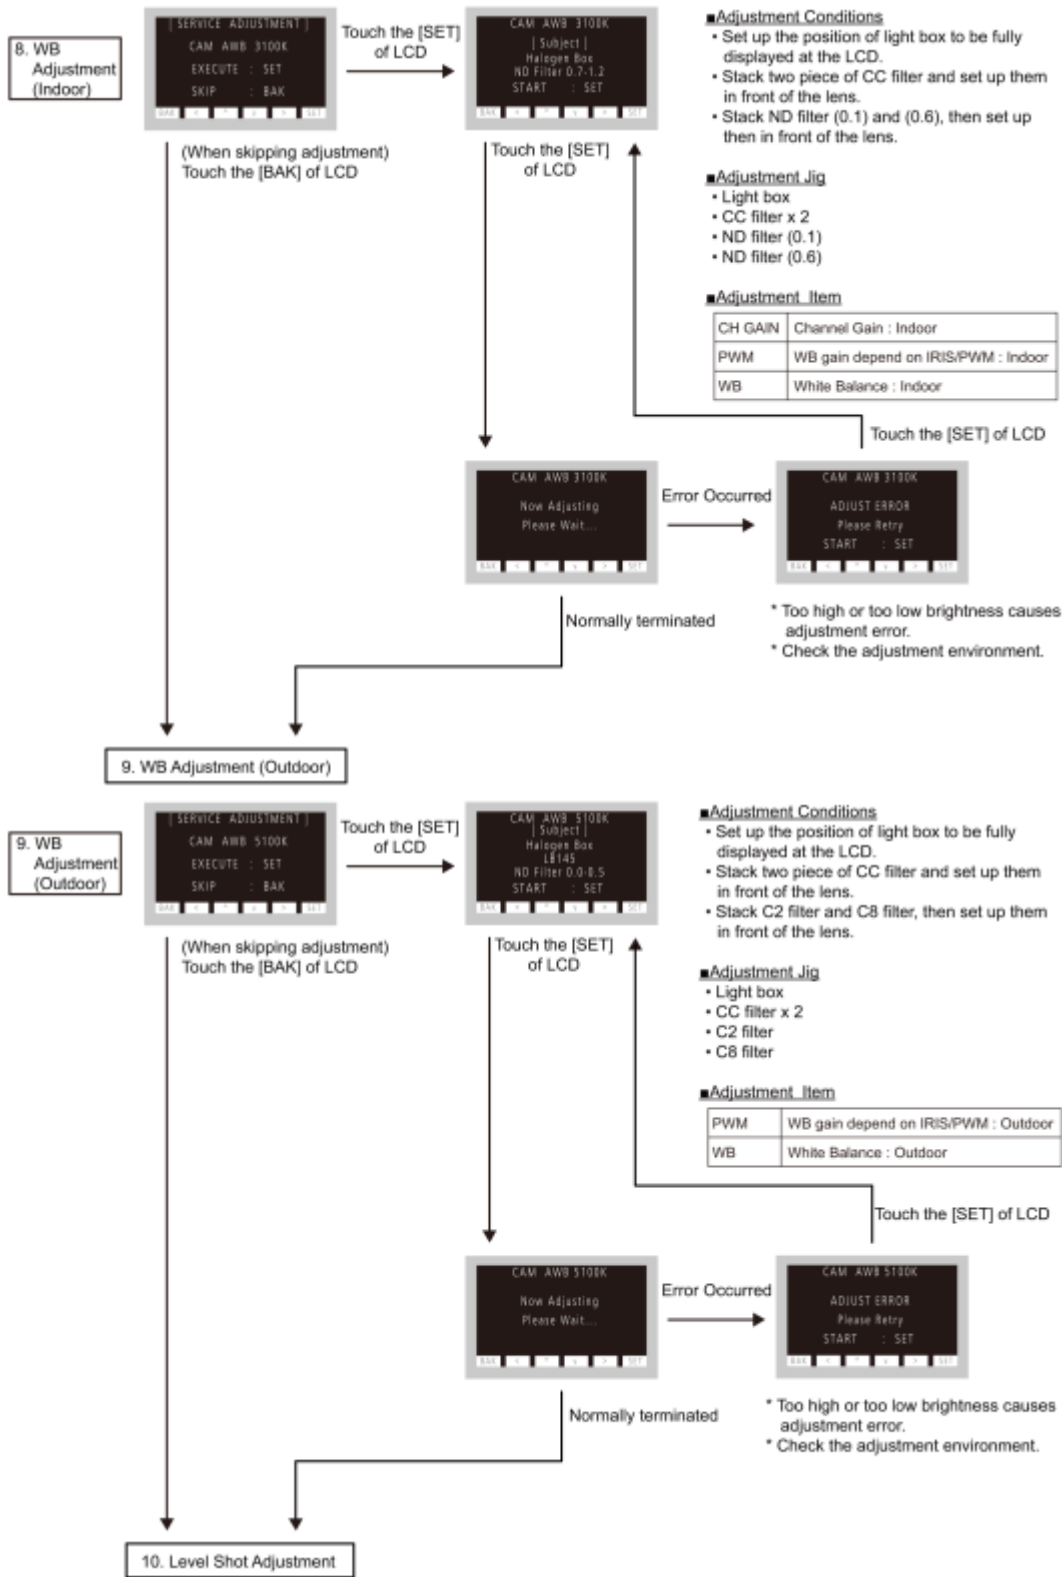 8. WB
Adjustment
(Indoor)
[ SERVICE ADJUSTMENT ]
CAM AWB 3100K
EXECUTE : SET
SKIP : BAK
BAK < ^ v > SET
Touch the [SET]
of LCD
CAM AWB 3100K
[ Subject ]
Halogen Box
ND Filter 0.7-1.2
START : SET
BAK < ^ v > SET
■Adjustment Conditions
• Set up the position of light box to be fully
displayed at the LCD.
• Stack two piece of CC filter and set up them
in front of the lens.
• Stack ND filter (0.1) and (0.6), then set up
then in front of the lens.
(When skipping adjustment)
Touch the [BAK] of LCD
Touch the [SET]
of LCD
■Adjustment Jig
• Light box
• CC filter x 2
• ND filter (0.1)
• ND filter (0.6)
■Adjustment Item
CH GAIN Channel Gain : Indoor
PWM WB gain depend on IRIS/PWM : Indoor
WB White Balance : Indoor
Touch the [SET] of LCD
CAM AWB 3100K
Now Adjusting
Please Wait...
BAK < ^ v > SET
Error Occurred
CAM AWB 3100K
ADJUST ERROR
Please Retry
START : SET
BAK < ^ v > SET
Normally terminated
* Too high or too low brightness causes
adjustment error.
* Check the adjustment environment.
9. WB Adjustment (Outdoor)
9. WB
Adjustment
(Outdoor)
[ SERVICE ADJUSTMENT ]
CAM AWB 5100K
EXECUTE : SET
SKIP : BAK
BAK < ^ v > SET
Touch the [SET]
of LCD
CAM AWB 5100K
[ Subject ]
Halogen Box
LB145
ND Filter 0.0-0.5
START : SET
BAK < ^ v > SET
■Adjustment Conditions
• Set up the position of light box to be fully
displayed at the LCD.
• Stack two piece of CC filter and set up them
in front of the lens.
• Stack C2 filter and C8 filter, then set up them
in front of the lens.
(When skipping adjustment)
Touch the [BAK] of LCD
Touch the [SET]
of LCD
■Adjustment Jig
• Light box
• CC filter x 2
• C2 filter
• C8 filter
■Adjustment Item
PWM WB gain depend on IRIS/PWM : Outdoor
WB White Balance : Outdoor
Touch the [SET] of LCD
CAM AWB 5100K
Now Adjusting
Please Wait...
BAK < ^ v > SET
Error Occurred
CAM AWB 5100K
ADJUST ERROR
Please Retry
START : SET
BAK < ^ v > SET
Normally terminated
* Too high or too low brightness causes
adjustment error.
* Check the adjustment environment.
10. Level Shot Adjustment